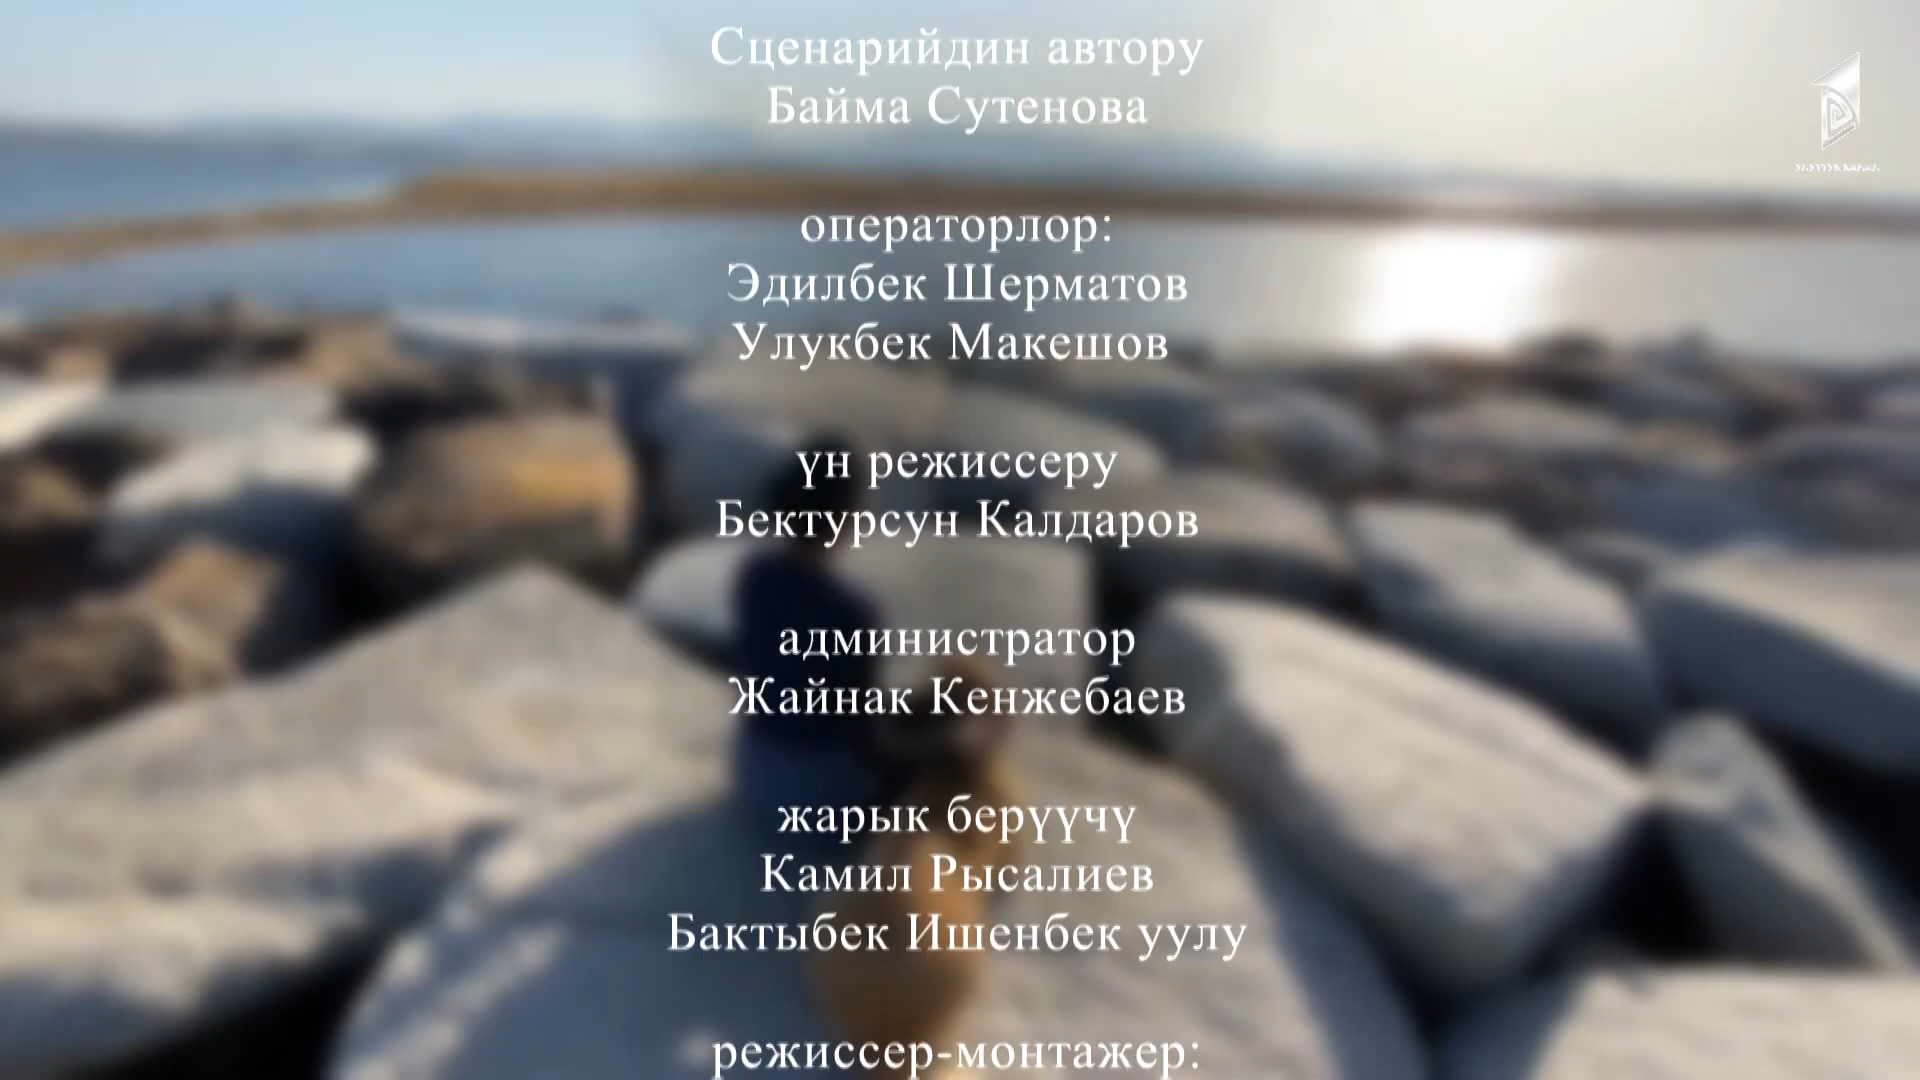 Сценарийдин автору
Байма Сутенова
операторлор:
Эдилбек Шерматов
Улукбек Макешов
үн режиссеру
Бектурсун Калдаров
администратор
Жайнак Кенжебаев
жарык берүүчү
Камил Рысалиев
Бактыбек Ишенбек уулу
режиссер-монтажер: